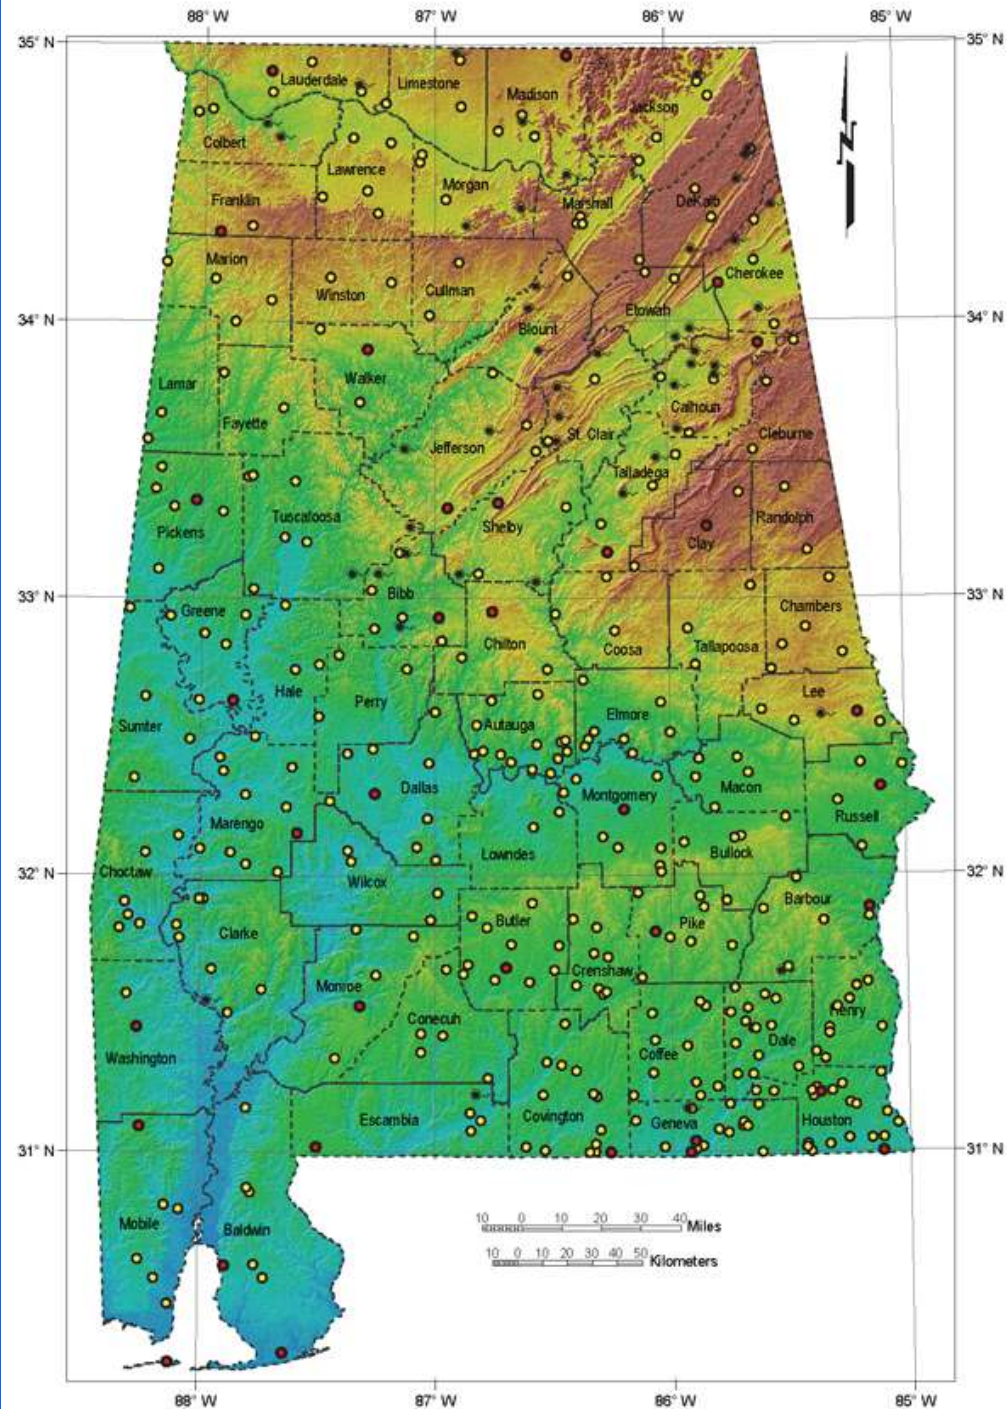 88° W 87° W 86° W 85° W
35° N 35° N
Lauderdale Limestone
Madison
Jackson
Colbert
Lawrence
Morgan
Franklin
Marshall
DeKalb
Marion
Cherokee
Winston
Cullman
Etowah
34° N 34° N
Blount
Lamar
Walker
Calhoun
Fayette
St. Clair
Cleburne
Jefferson
Talladega
Tuscaloosa
Randolph
Shelby
Pickens
Clay
33° N 33° N
Bibb
Greene
Chambers
Chilton
Coosa
Tallapoosa
Hale
Lee
Perry
Sumter
Autauga
Elmore
Dallas
Macon
Montgomery
Russell
Marengo
Lowndes
Bullock
32° N 32° N
Choctaw
Wilcox
Barbour
Butler
Pike
Clarke
Crenshaw
Monroe
Henry
Conecuh
Dale
Washington
Coffee
Escambia
Covington
Geneva
Houston
31° N 31° N
Mobile
Baldwin
10 0 10 20 30 40 Miles
10 0 10 20 30 40 50 Kilometers
88° W 87° W 86° W 85° W